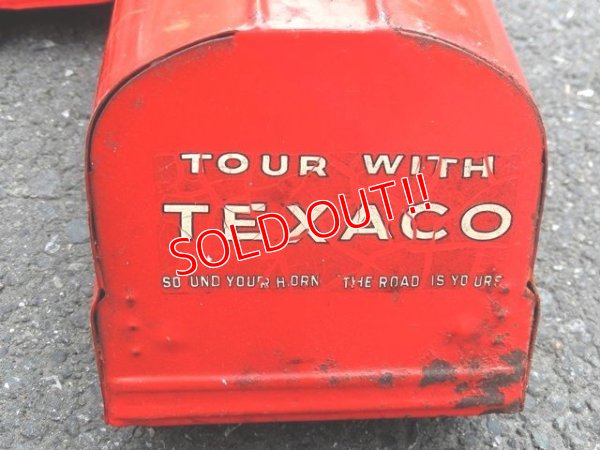 TOUR WITH
TEXACO
SOLD OUT!!
SOUND YOUR HORN THE ROAD IS YOURS